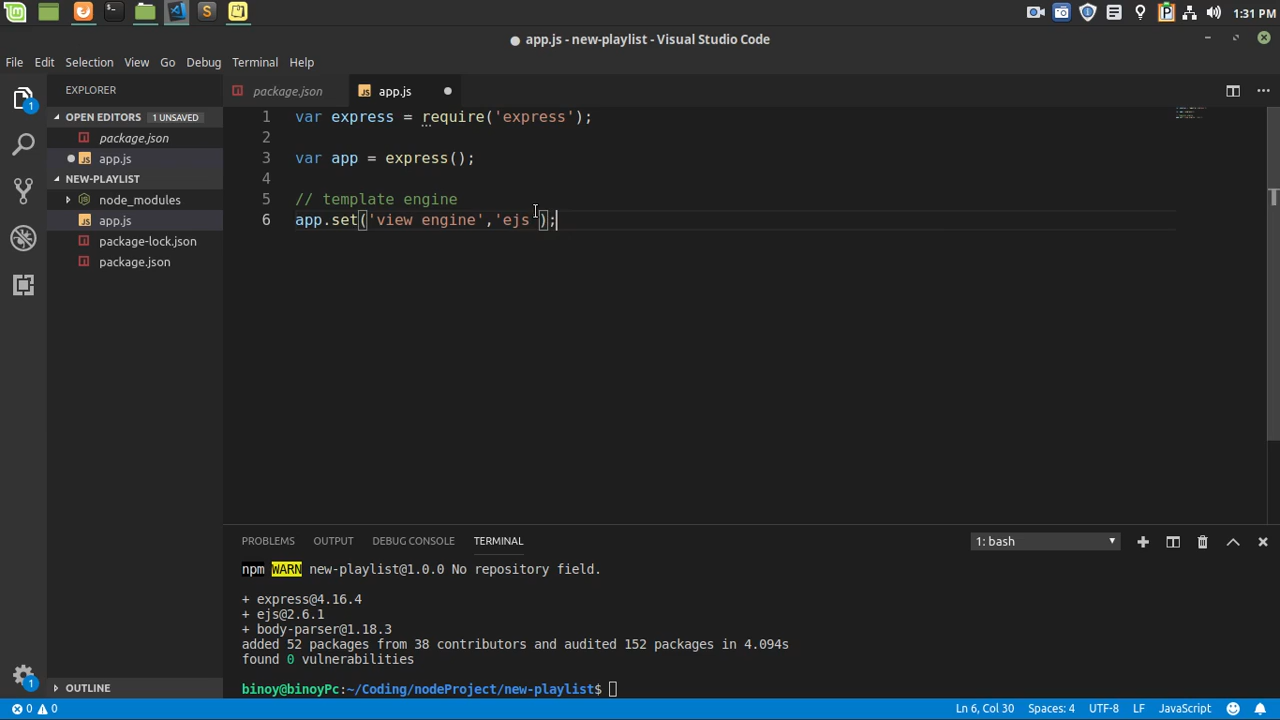 1:31 PM
● app.js - new-playlist - Visual Studio Code
File Edit Selection View Go Debug Terminal Help
EXPLORER
package.json
app.js
OPEN EDITORS 1 UNSAVED
package.json
app.js
NEW-PLAYLIST
node_modules
app.js
package-lock.json
package.json
OUTLINE
1
1
1 var express = require('express');
2
3 var app = express();
4
5 // template engine
6 app.set('view engine','ejs');
PROBLEMS OUTPUT DEBUG CONSOLE TERMINAL
1: bash
npm WARN new-playlist@1.0.0 No repository field.
+ express@4.16.4
+ ejs@2.6.1
+ body-parser@1.18.3
added 52 packages from 38 contributors and audited 152 packages in 4.094s
found 0 vulnerabilities
binoy@binoyPc:~/Coding/nodeProject/new-playlist$
0 0
Ln 6, Col 30 Spaces: 4 UTF-8 LF JavaScript